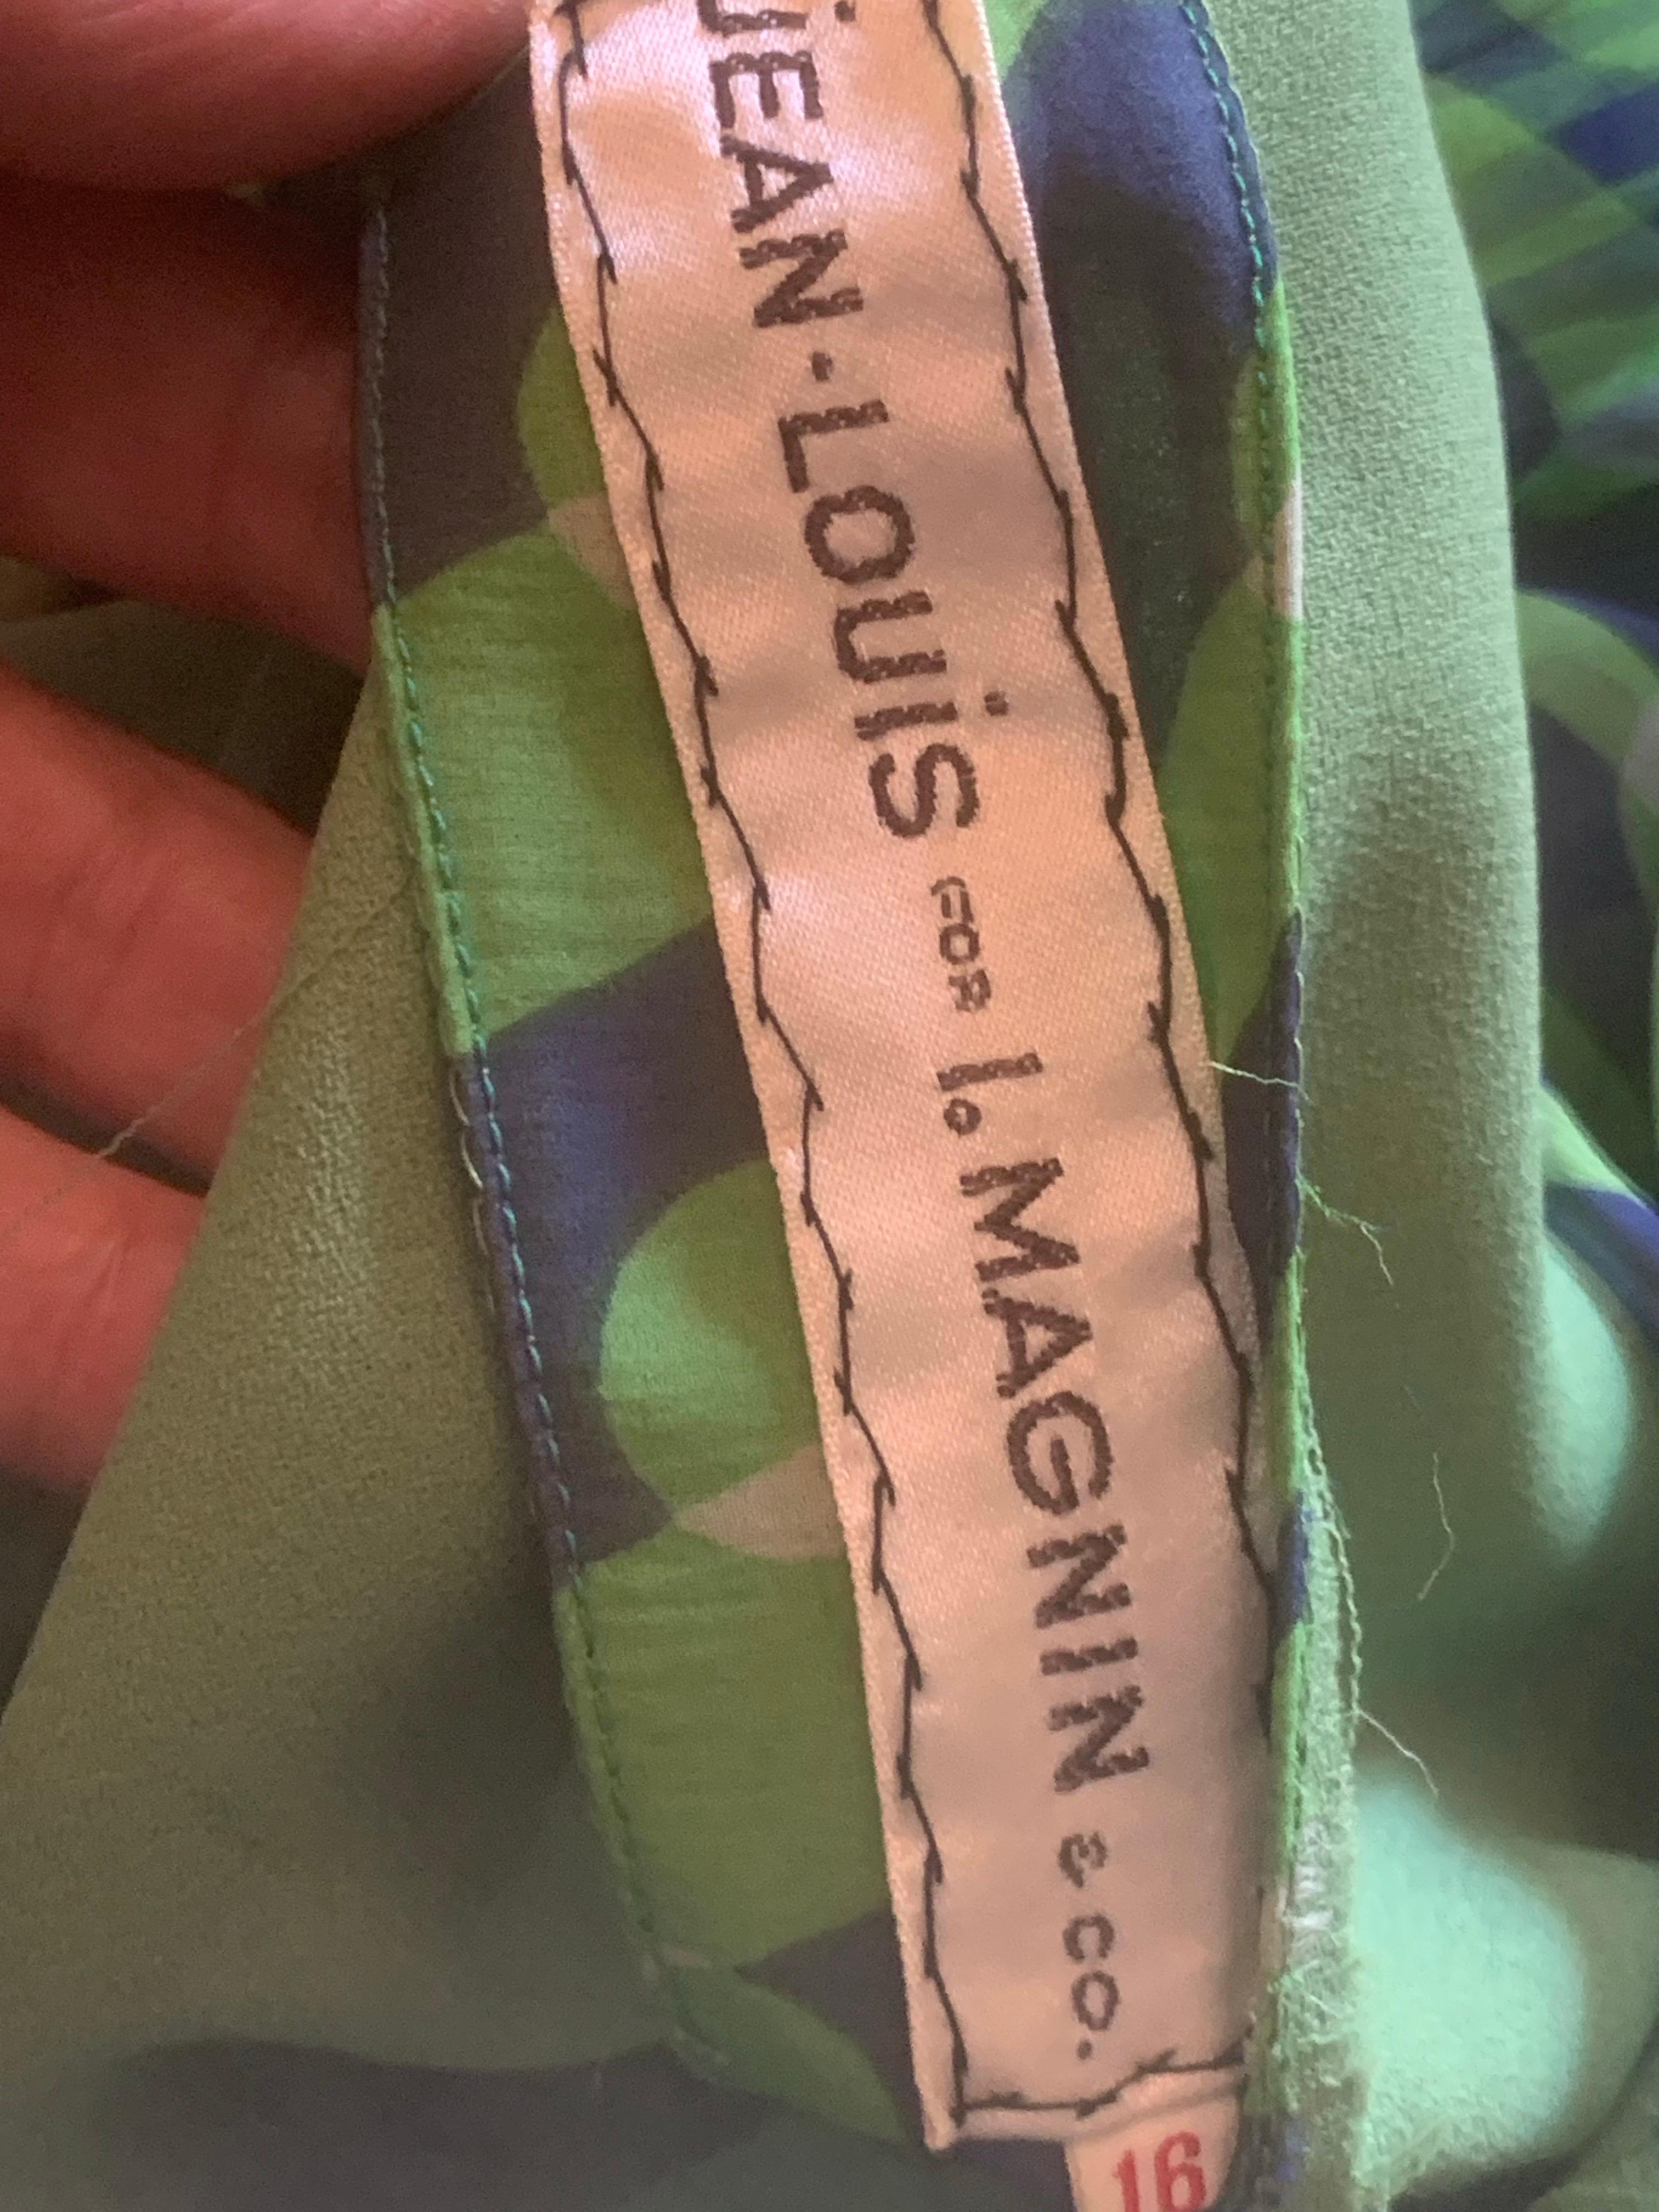 JEAN-LOUiS FOR I. MAGNIN & CO.
16